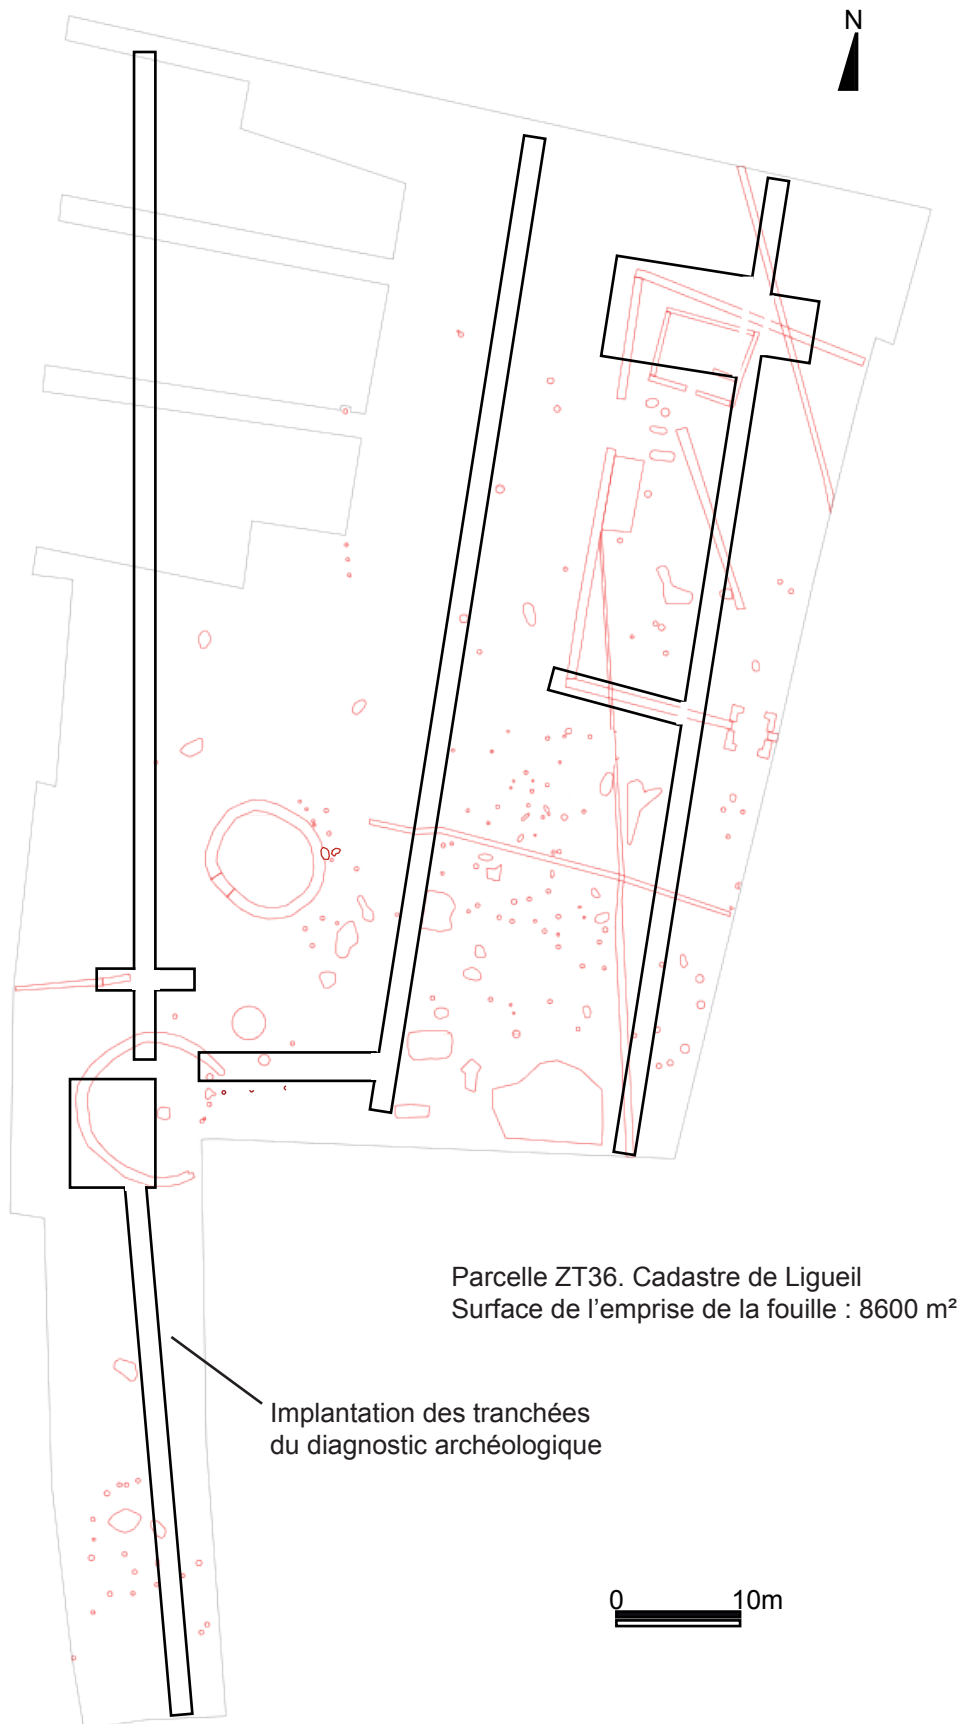 N
Parcelle ZT36. Cadastre de Ligueil
Surface de l’emprise de la fouille : 8600 m²
Implantation des tranchées
du diagnostic archéologique
0 10m